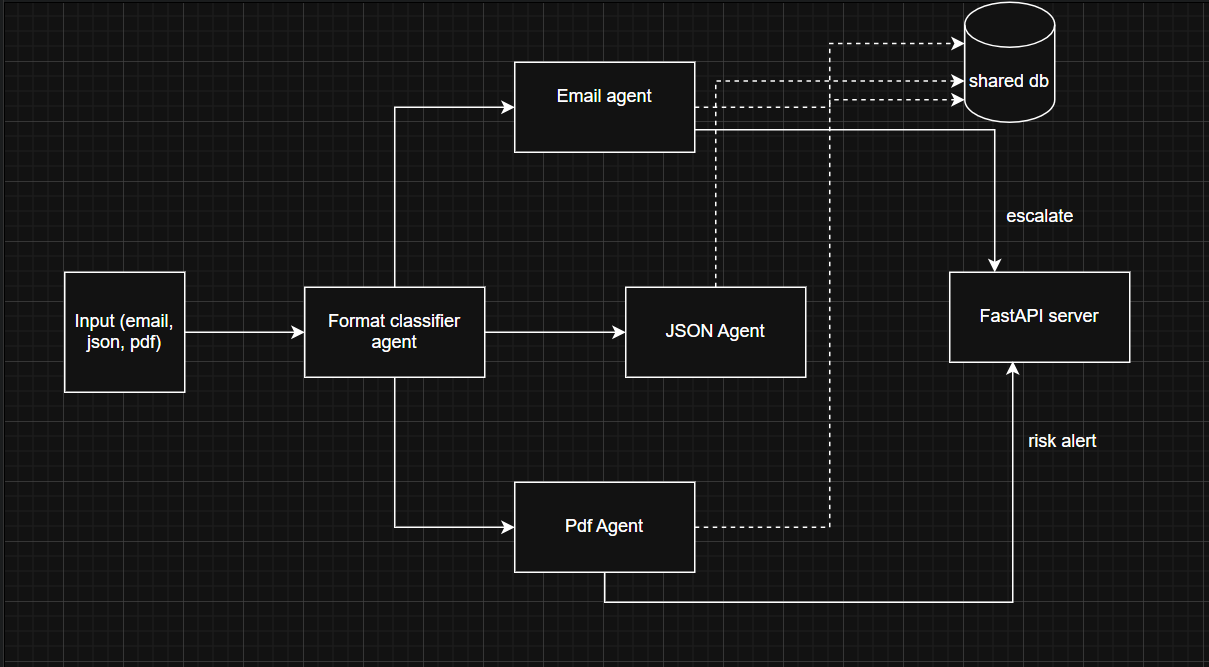 shared db
Email agent
escalate
Input (email,
json, pdf)
Format classifier
agent
JSON Agent
FastAPI server
risk alert
Pdf Agent